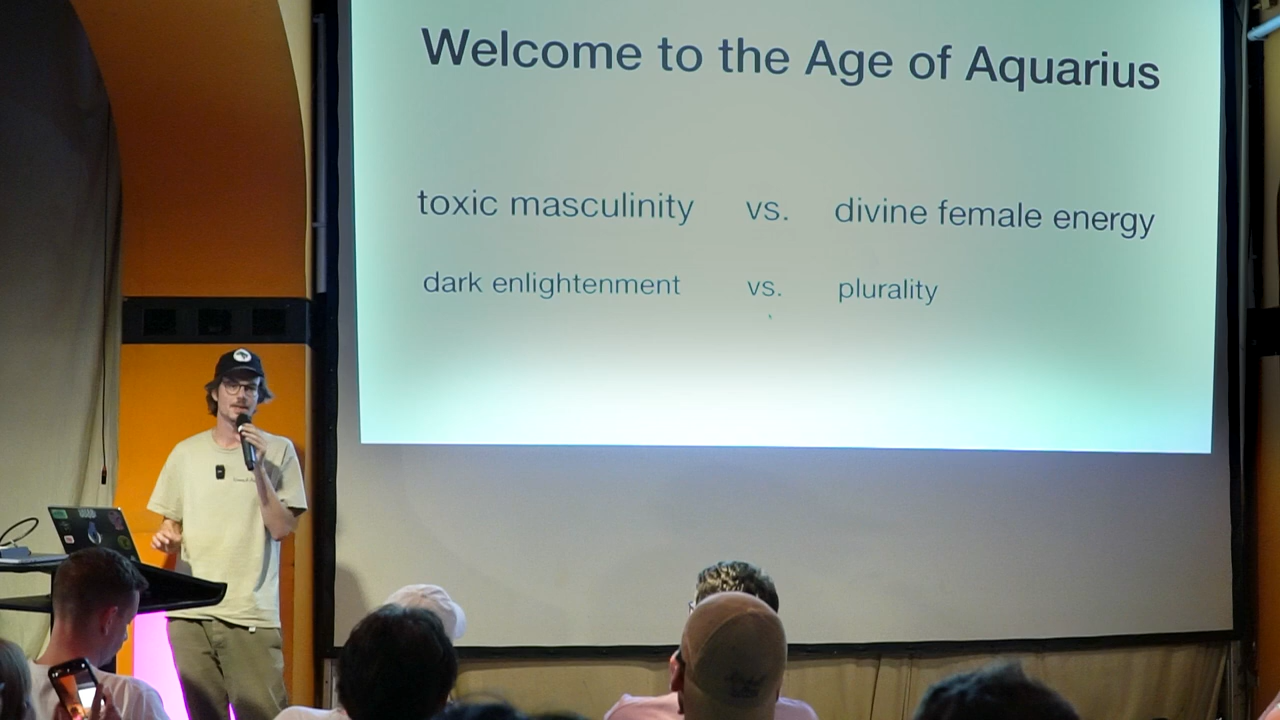 Welcome to the Age of Aquarius
toxic masculinity vs. divine female energy
dark enlightenment vs. plurality